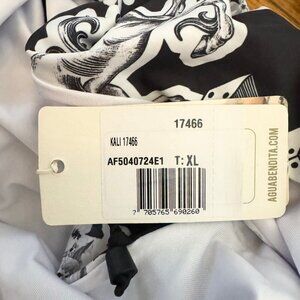 17466
KALI 17466
AF5040724E1 T: XL
7 705765 690260
AGUABENDITA.COM